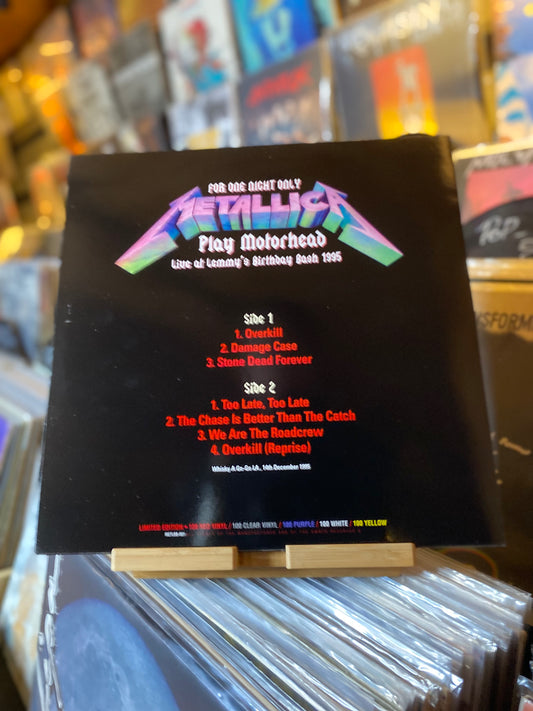 FOR ONE NIGHT ONLY
METALLICA
Play Motorhead
Live at Lemmy's Birthday Bash 1995
Side 1
1. Overkill
2. Damage Case
3. Stone Dead Forever
Side 2
1. Too Late, Too Late
2: The Chase Is Better Than The Catch
3. We Are The Roadcrew
4. Overkill (Reprise)
Whisky A Go-Go LA, 14th December 1995
LIMITED EDITION • 100 RED VINYL / 100 CLEAR VINYL / 100 PURPLE / 100 WHITE / 100 YELLOW